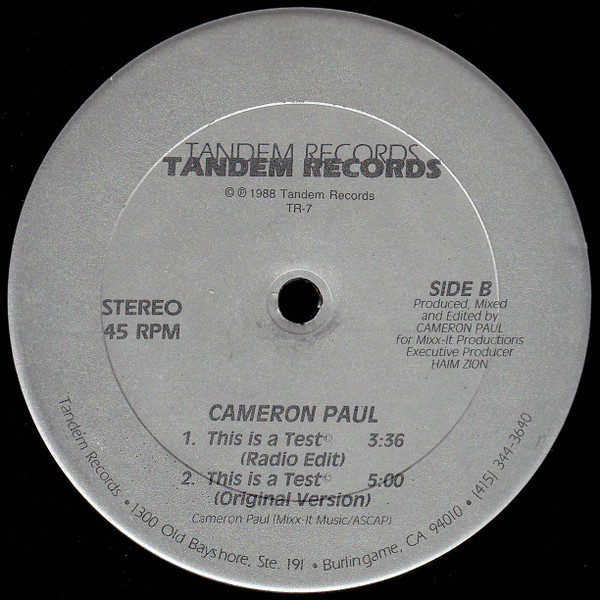 TANDEM RECORDS
TANDEM RECORDS
© ℗ 1988 Tandem Records
TR-7
STEREO
45 RPM
SIDE B
Produced, Mixed
and Edited by
CAMERON PAUL
for Mixx-It Productions
Executive Producer
HAIM ZION
CAMERON PAUL
1. This is a Test© 3:36
(Radio Edit)
2. This is a Test© 5:00
(Original Version)
Cameron Paul (Mixx-It Music/ASCAP)
Tandem Records • 1300 Old Bayshore, Ste. 191 • Burlingame, CA 94010 • (415) 344-3640